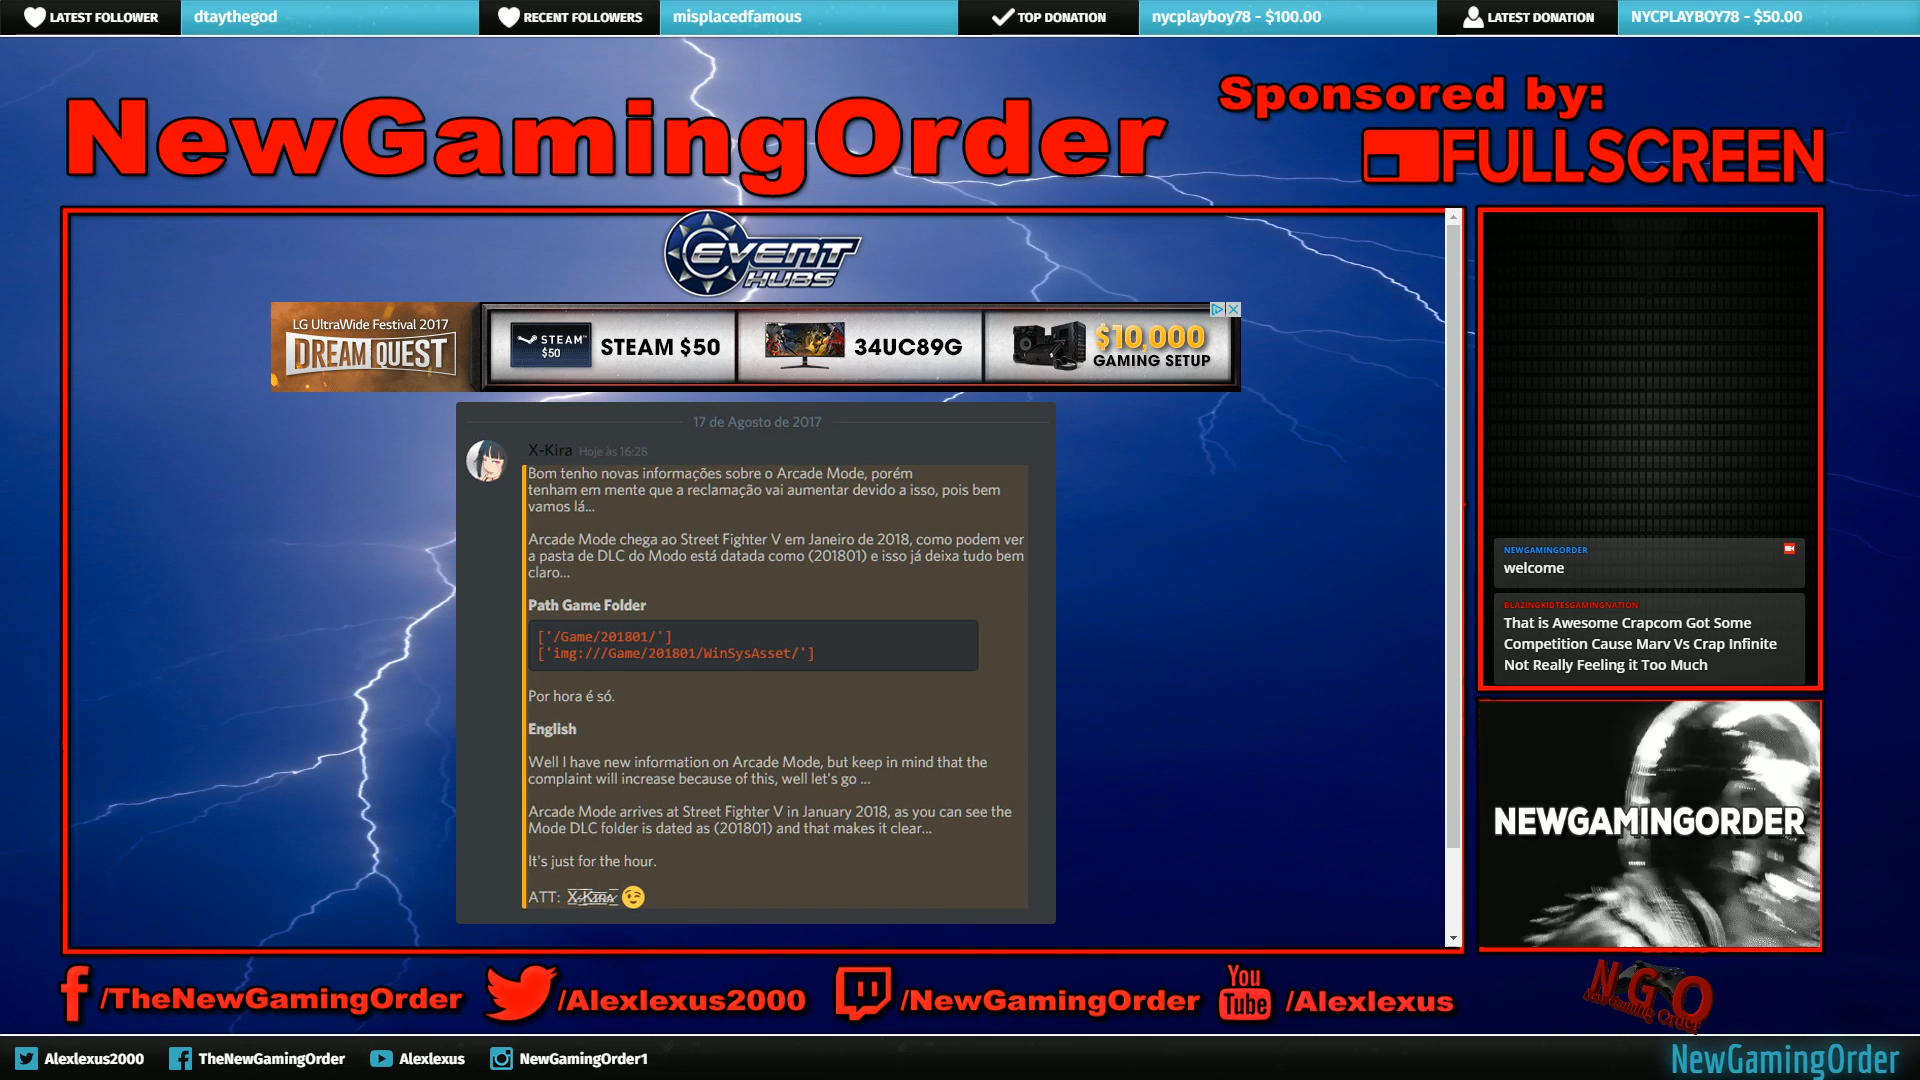 LATEST FOLLOWER
dtaythegod
RECENT FOLLOWERS
misplacedfamous
TOP DONATION
nycplayboy78 - $100.00
LATEST DONATION
NYCPLAYBOY78 - $50.00
NewGamingOrder
Sponsored by:
FULLSCREEN
EVENT
HUBS
LG UltraWide Festival 2017
DREAM QUEST
STEAM
$50
STEAM $50
34UC89G
$10,000
GAMING SETUP
17 de Agosto de 2017
X-Kira Hoje às 16:28
Bom tenho novas informações sobre o Arcade Mode, porém
tenham em mente que a reclamação vai aumentar devido a isso, pois bem
vamos lá...
Arcade Mode chega ao Street Fighter V em Janeiro de 2018, como podem ver
a pasta de DLC do Modo está datada como (201801) e isso já deixa tudo bem
claro...
Path Game Folder
['/Game/201801/']
['img:///Game/201801/WinSysAsset/']
Por hora é só.
English
Well I have new information on Arcade Mode, but keep in mind that the
complaint will increase because of this, well let's go ...
Arcade Mode arrives at Street Fighter V in January 2018, as you can see the
Mode DLC folder is dated as (201801) and that makes it clear...
It's just for the hour.
ATT: X-Kira 😉
NEWGAMINGORDER
welcome
BLAZINGKIDTESGAMINGNATION
That is Awesome Crapcom Got Some
Competition Cause Marv Vs Crap Infinite
Not Really Feeling it Too Much
NEWGAMINGORDER
/TheNewGamingOrder
/Alexlexus2000
/NewGamingOrder
You
Tube
/Alexlexus
NGO
New Gaming Order
Alexlexus2000
TheNewGamingOrder
Alexlexus
NewGamingOrder1
NewGamingOrder